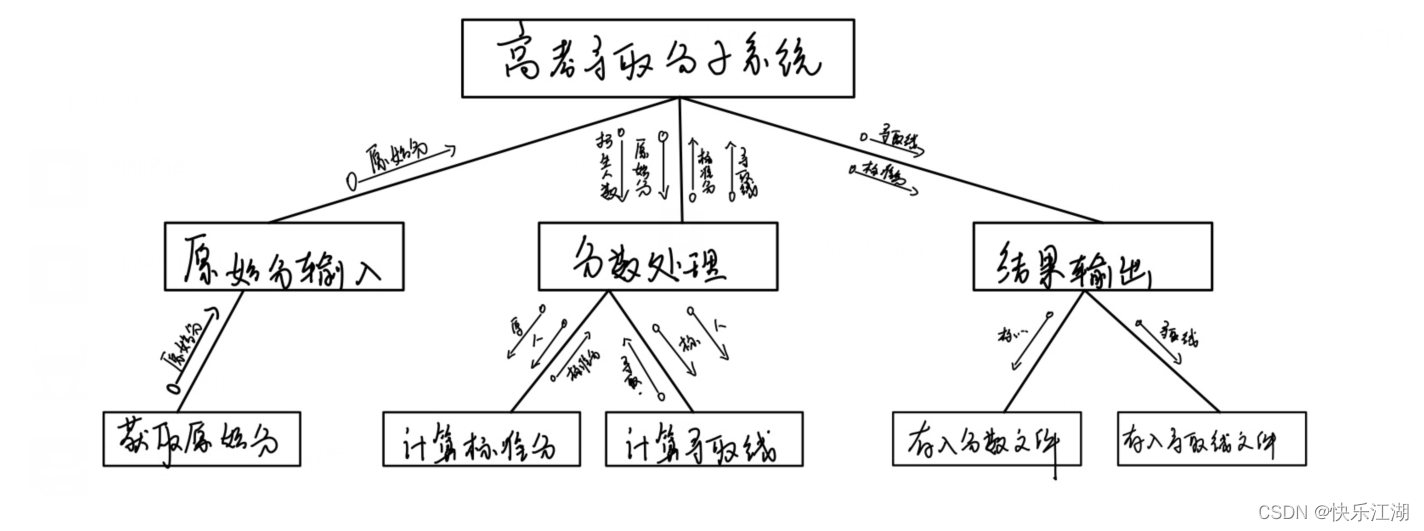 高考录取分子系统
原始分
招生人数
原始分
标准分
录取线
录取线
标准分
原始分输入
分数处理
结果输出
原始分
原
人
标准分
录取.
标.
人
标...
录取线
获取原始分
计算标准分
计算录取线
存入分数文件
存入录取线文件
CSDN @快乐江湖